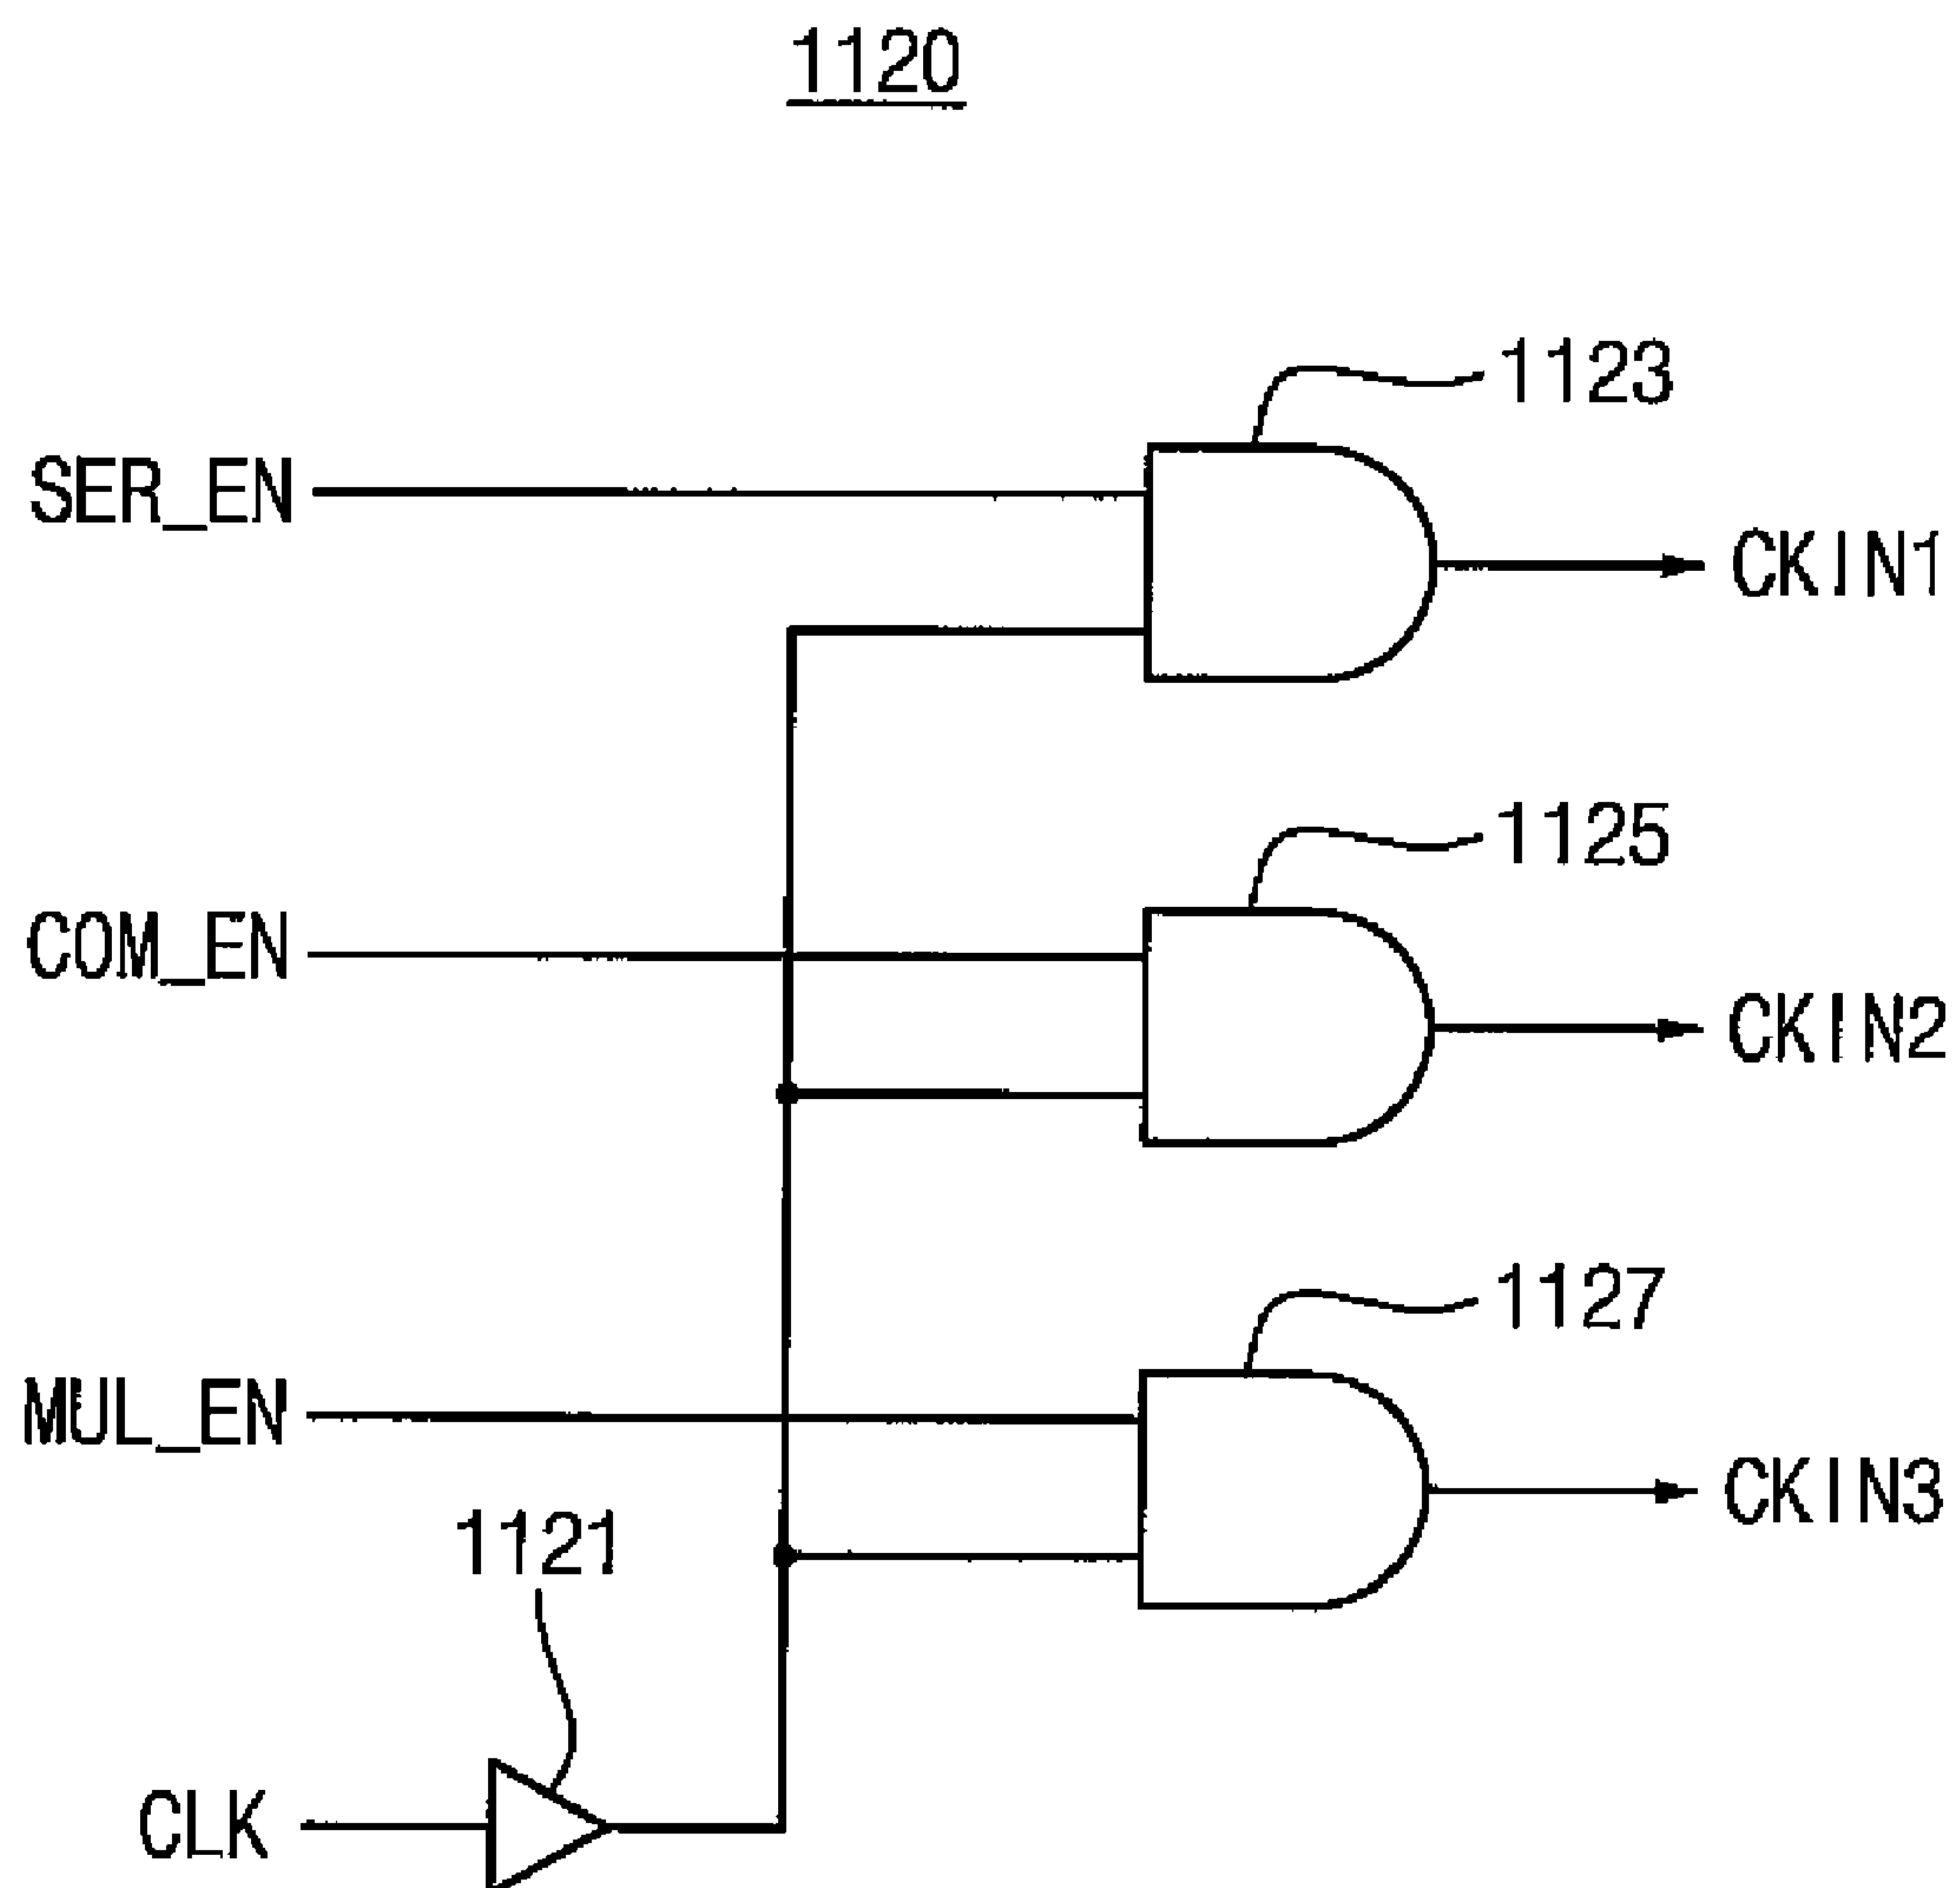 1120
1123
SER_EN
CKIN1
1125
COM_EN
CKIN2
1127
MUL_EN
CKIN3
1121
CLK